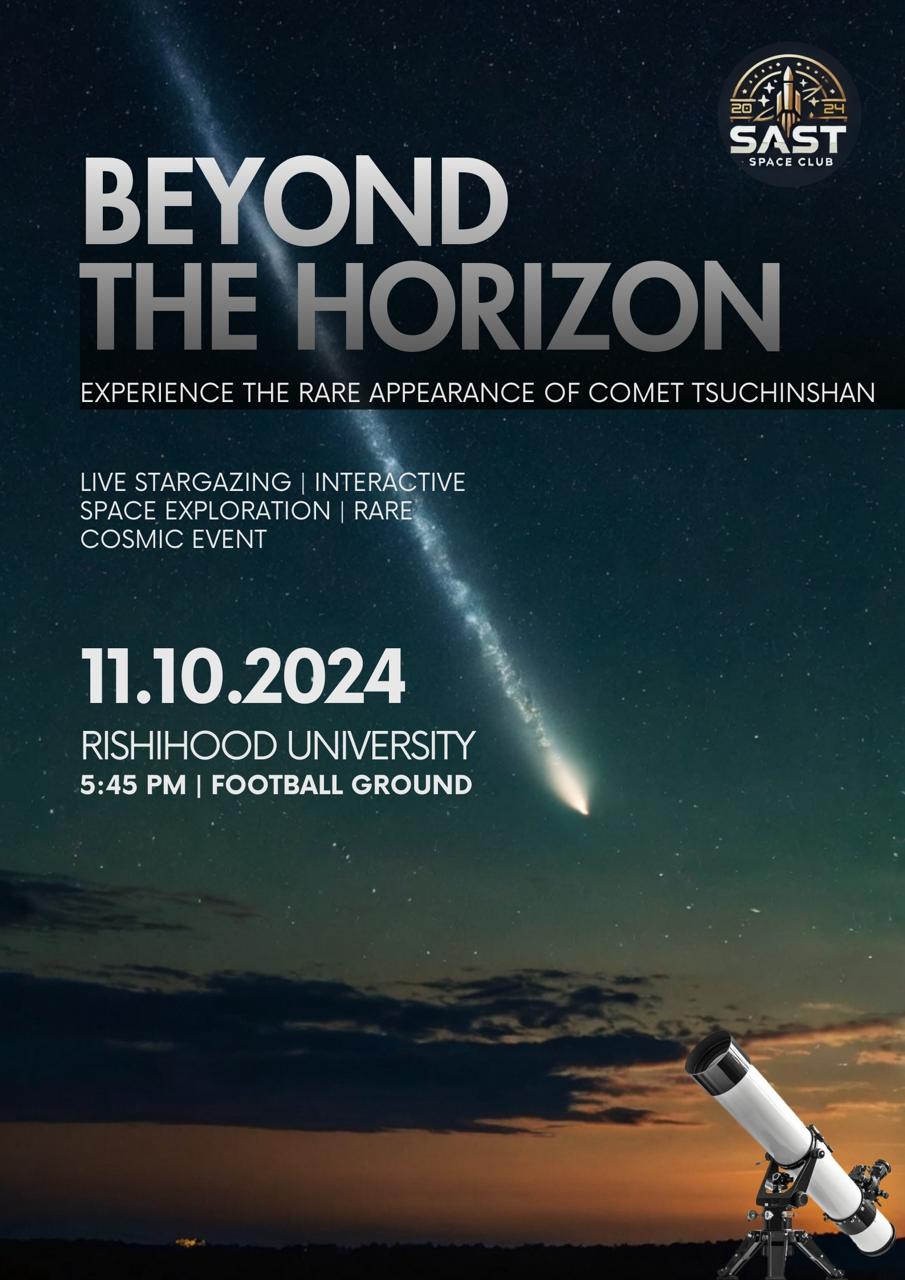 20 24
SAST
SPACE CLUB
BEYOND
THE HORIZON
EXPERIENCE THE RARE APPEARANCE OF COMET TSUCHINSHAN
LIVE STARGAZING | INTERACTIVE
SPACE EXPLORATION | RARE
COSMIC EVENT
11.10.2024
RISHIHOOD UNIVERSITY
5:45 PM | FOOTBALL GROUND